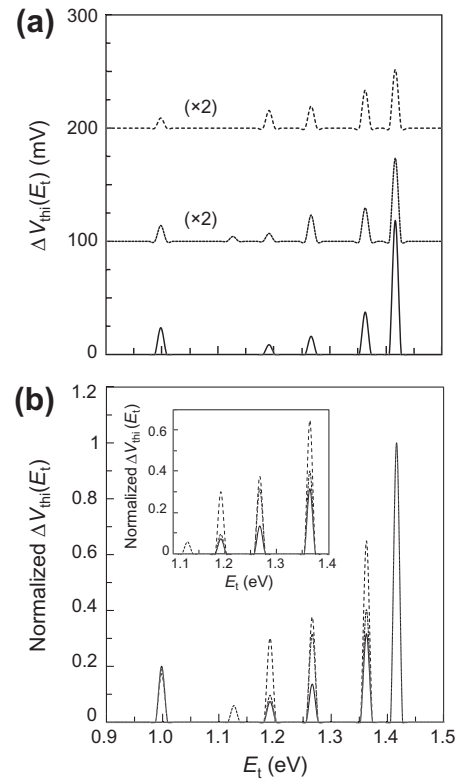 (a)
300
200
100
0
ΔV_thi(E_t) (mV)
(×2)
(×2)
(b)
1.2
1
0.8
0.6
0.4
0.2
0
Normalized ΔV_thi(E_t)
0.6
0.4
0.2
0
Normalized ΔV_thi(E_t)
1.1 1.2 1.3 1.4
E_t (eV)
0.9 1.0 1.1 1.2 1.3 1.4 1.5
E_t (eV)